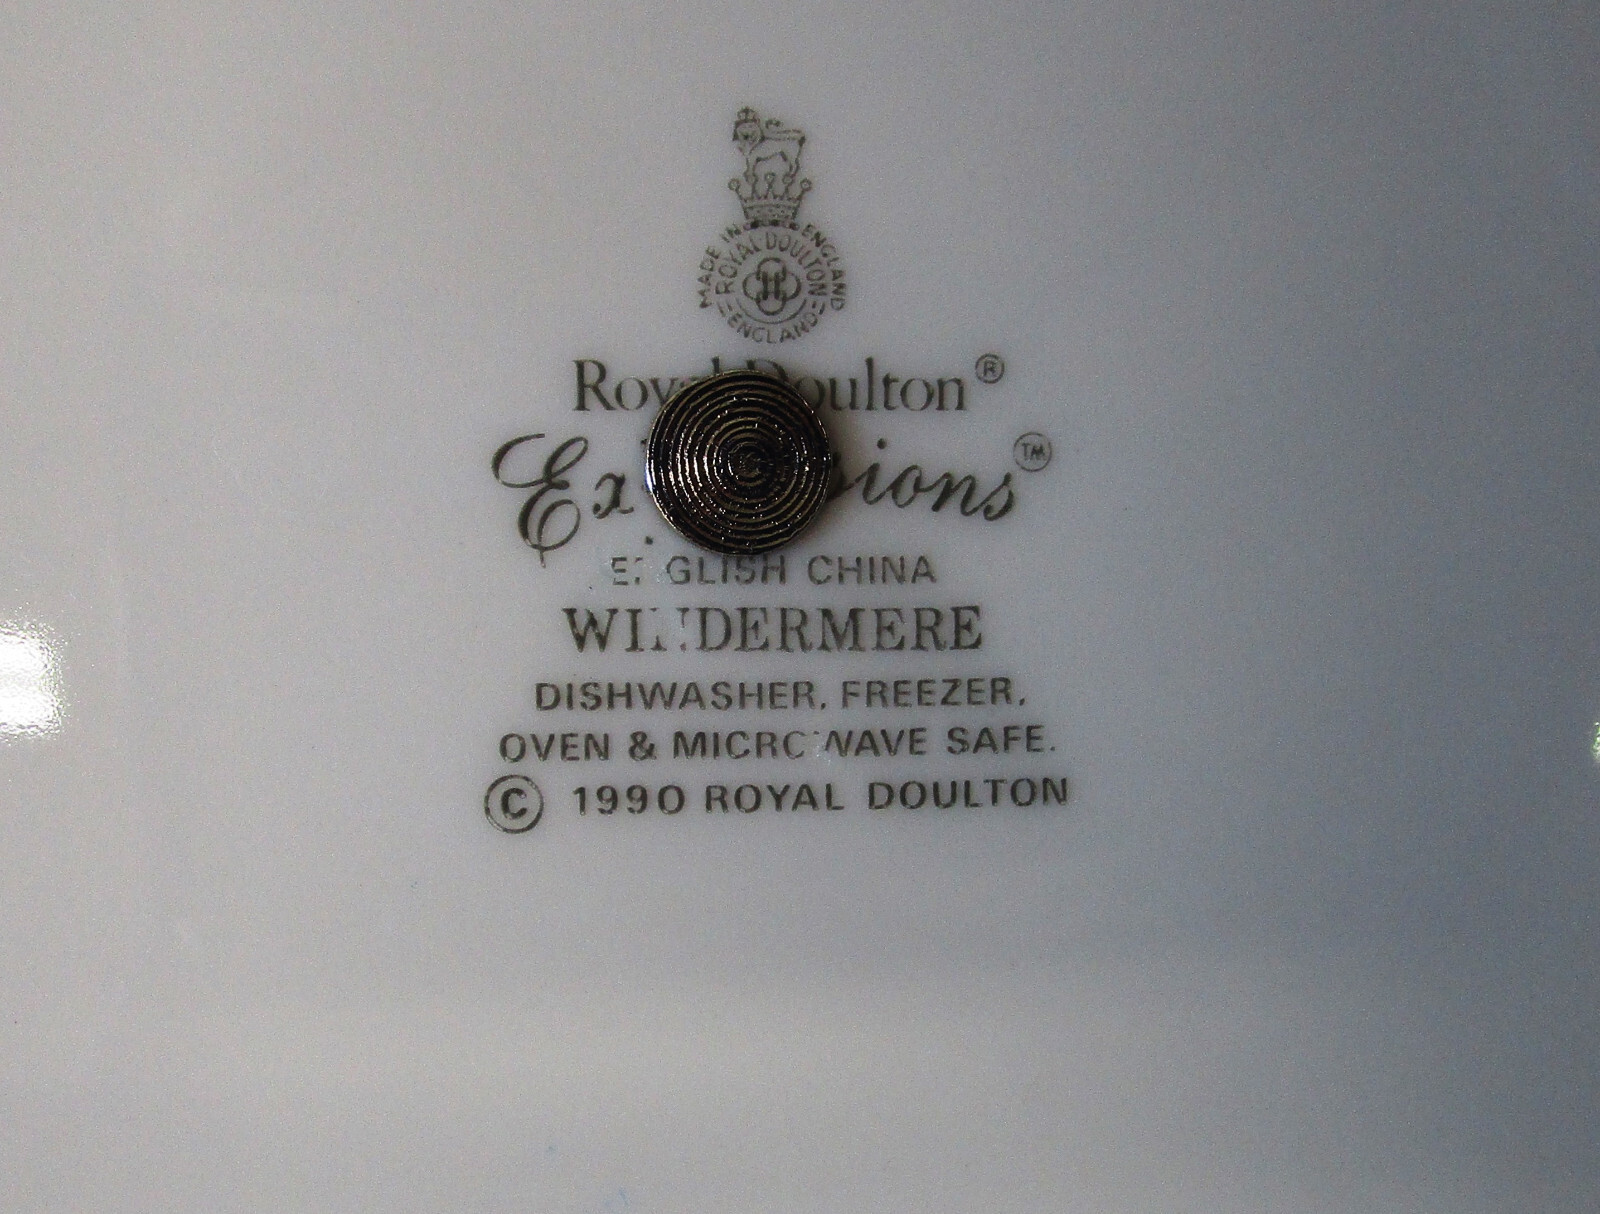 MADE IN ENGLAND
ROYAL DOULTON
ENGLAND
Royal Doulton®
Expressions™
ENGLISH CHINA
WINDERMERE
DISHWASHER, FREEZER,
OVEN & MICROWAVE SAFE.
© 1990 ROYAL DOULTON